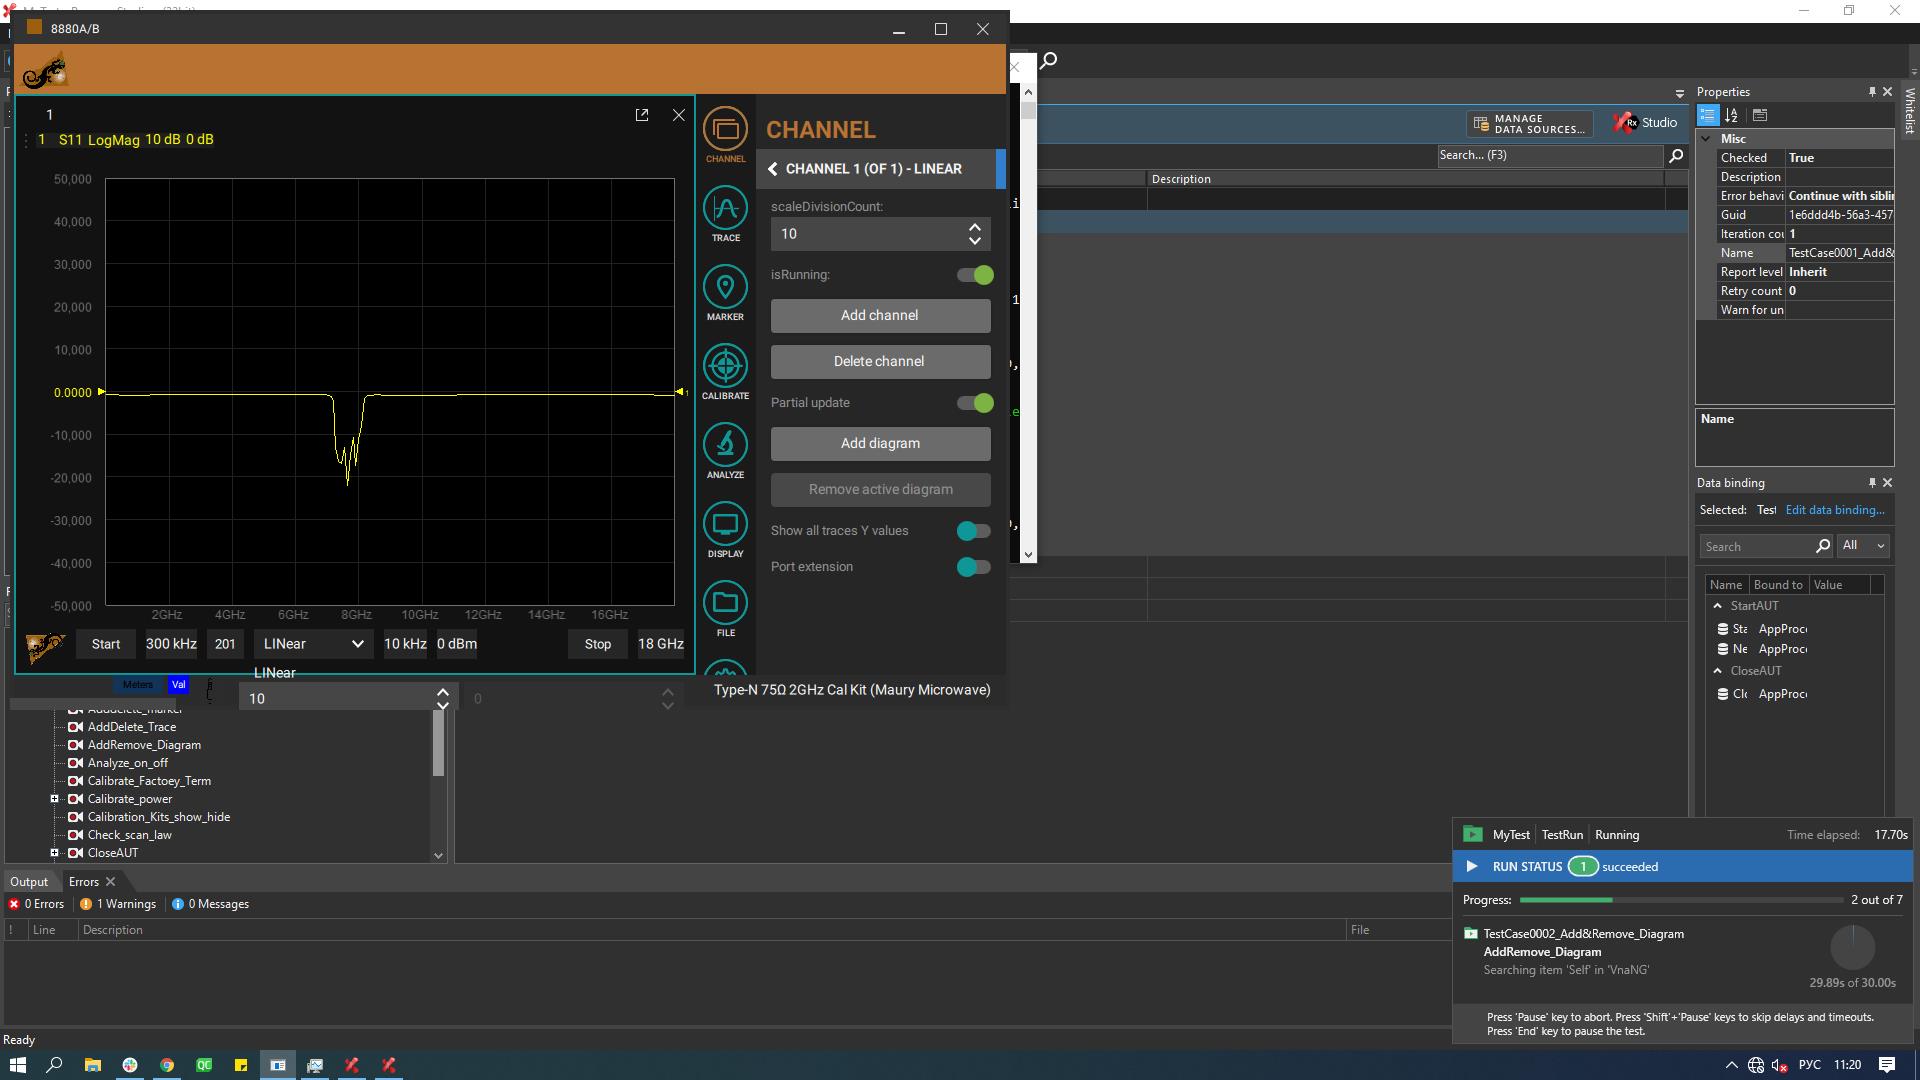 8880A/B
1
1 S11 LogMag 10 dB 0 dB
50,000
40,000
30,000
20,000
10,000
0.0000
-10,000
-20,000
-30,000
-40,000
-50,000
1
2GHz 4GHz 6GHz 8GHz 10GHz 12GHz 14GHz 16GHz
Start 300 kHz 201 LINear 10 kHz 0 dBm Stop 18 GHz
LINear
CHANNEL
TRACE
MARKER
CALIBRATE
ANALYZE
DISPLAY
FILE
CHANNEL
CHANNEL 1 (OF 1) - LINEAR
scaleDivisionCount:
10
isRunning:
Add channel
Delete channel
Partial update
Add diagram
Remove active diagram
Show all traces Y values
Port extension
Type-N 75Ω 2GHz Cal Kit (Maury Microwave)
Meters Val
10 0
MANAGE
DATA SOURCES...
Rx Studio
Search... (F3)
Description
Properties
Whitelist
Misc
Checked True
Description
Error behavi Continue with siblin
Guid 1e6ddd4b-56a3-457
Iteration cou 1
Name TestCase0001_Add&
Report level Inherit
Retry count 0
Warn for un
Name
Data binding
Selected: Test Edit data binding...
Search All
Name Bound to Value
StartAUT
Sta AppProce
Ne AppProce
CloseAUT
Clo AppProce
AddDelete_Trace
AddRemove_Diagram
Analyze_on_off
Calibrate_Factoey_Term
Calibrate_power
Calibration_Kits_show_hide
Check_scan_law
CloseAUT
Output Errors
0 Errors 1 Warnings 0 Messages
! Line Description File
Ready
MyTest TestRun Running Time elapsed: 17.70s
RUN STATUS 1 succeeded
Progress: 2 out of 7
TestCase0002_Add&Remove_Diagram
AddRemove_Diagram
Searching item 'Self' in 'VnaNG'
29.89s of 30.00s
Press 'Pause' key to abort. Press 'Shift'+'Pause' keys to skip delays and timeouts.
Press 'End' key to pause the test.
QC
РУС 11:20